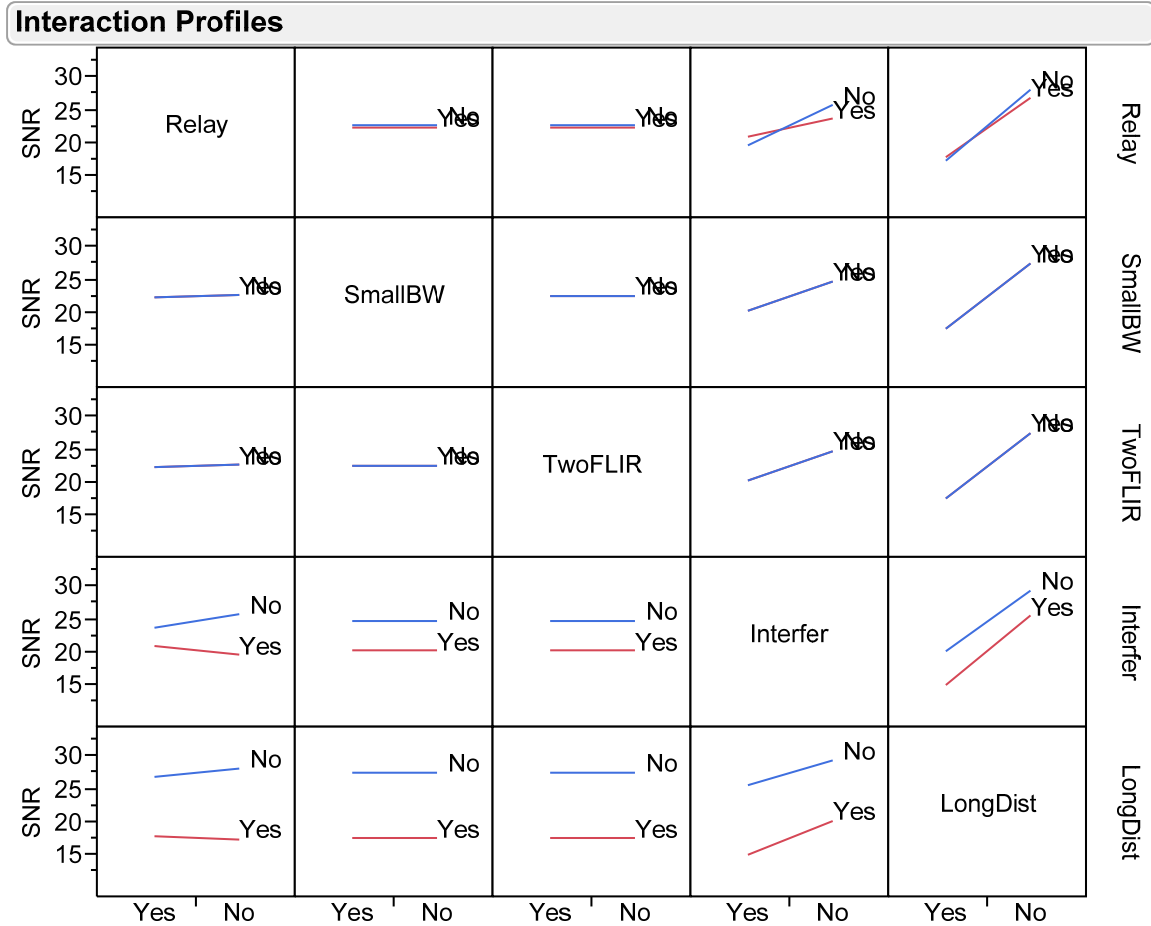 Interaction Profiles
SNR
30
25
20
15
Relay
No
Yes
No
Yes
No
Yes
No
Yes
Relay
SNR
30
25
20
15
No
Yes
SmallBW
No
Yes
No
Yes
No
Yes
SmallBW
SNR
30
25
20
15
No
Yes
No
Yes
TwoFLIR
No
Yes
No
Yes
TwoFLIR
SNR
30
25
20
15
No
Yes
No
Yes
No
Yes
Interfer
No
Yes
Interfer
SNR
30
25
20
15
No
Yes
No
Yes
No
Yes
No
Yes
LongDist
LongDist
Yes No Yes No Yes No Yes No Yes No